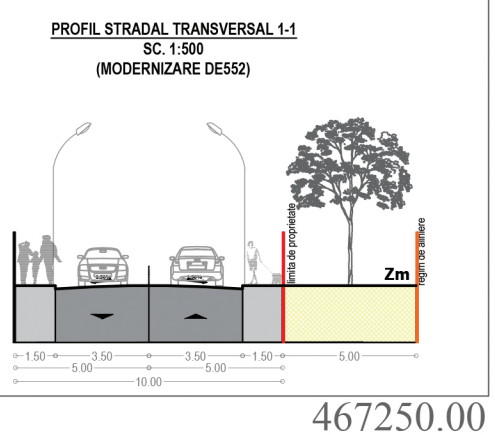 PROFIL STRADAL TRANSVERSAL 1-1
SC. 1:500
(MODERNIZARE DE552)
limita de proprietate
regim de aliniere
Zm
1.50 3.50 3.50 1.50 5.00
5.00 5.00
10.00
467250.00